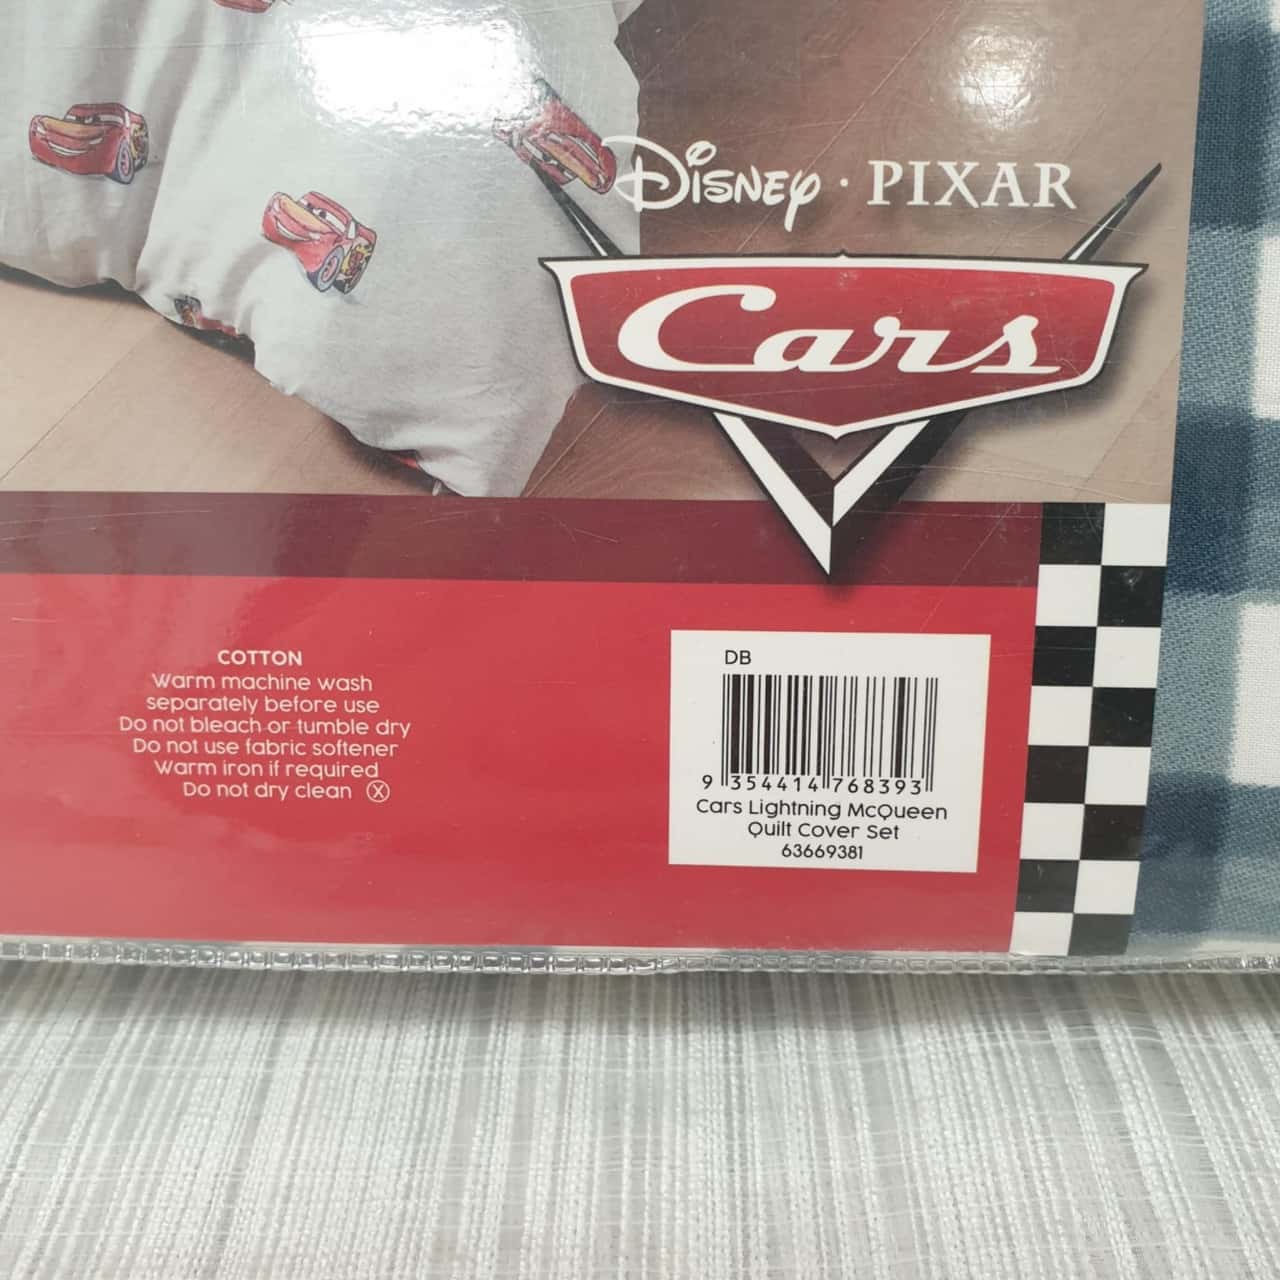 Disney · PIXAR
Cars
COTTON
Warm machine wash
separately before use
Do not bleach or tumble dry
Do not use fabric softener
Warm iron if required
Do not dry clean Ⓧ
DB
9 354414 768393
Cars Lightning McQueen
Quilt Cover Set
63669381